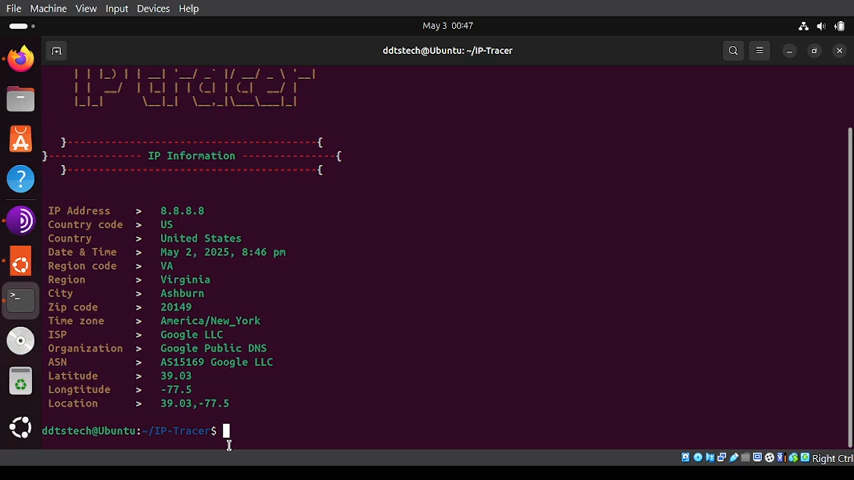 File Machine View Input Devices Help
May 3 00:47
ddtstech@Ubuntu: ~/IP-Tracer
}--------------------------------------{
}-------------- IP Information --------------{
}--------------------------------------{
IP Address > 8.8.8.8
Country code > US
Country > United States
Date & Time > May 2, 2025, 8:46 pm
Region code > VA
Region > Virginia
City > Ashburn
Zip code > 20149
Time zone > America/New_York
ISP > Google LLC
Organization > Google Public DNS
ASN > AS15169 Google LLC
Latitude > 39.03
Longtitude > -77.5
Location > 39.03,-77.5
ddtstech@Ubuntu:~/IP-Tracer$
Right Ctrl